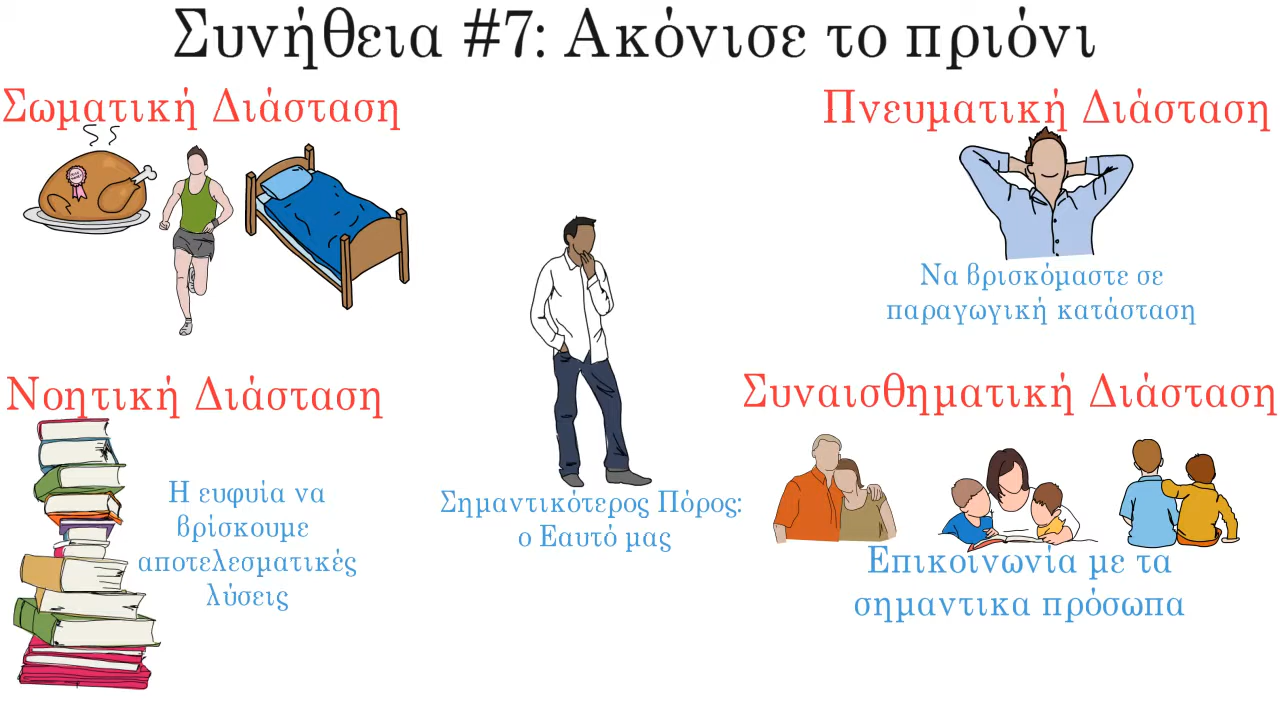 Συνήθεια #7: Ακόνισε το πριόνι
Σωματική Διάσταση
Πνευματική Διάσταση
Να βρισκόμαστε σε
παραγωγική κατάσταση
Νοητική Διάσταση
Η ευφυία να
βρίσκουμε
αποτελεσματικές
λύσεις
Σημαντικότερος Πόρος:
ο Εαυτό μας
Συναισθηματική Διάσταση
Επικοινωνία με τα
σημαντικα πρόσωπα